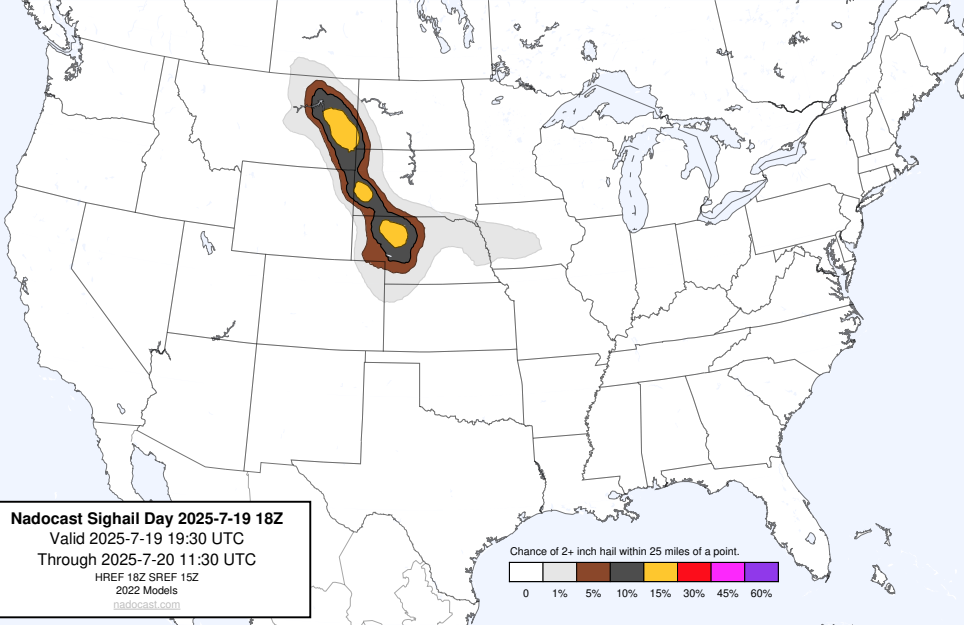 Nadocast Sighail Day 2025-7-19 18Z
Valid 2025-7-19 19:30 UTC
Through 2025-7-20 11:30 UTC
HREF 18Z SREF 15Z
2022 Models
nadocast.com
Chance of 2+ inch hail within 25 miles of a point.
0 1% 5% 10% 15% 30% 45% 60%